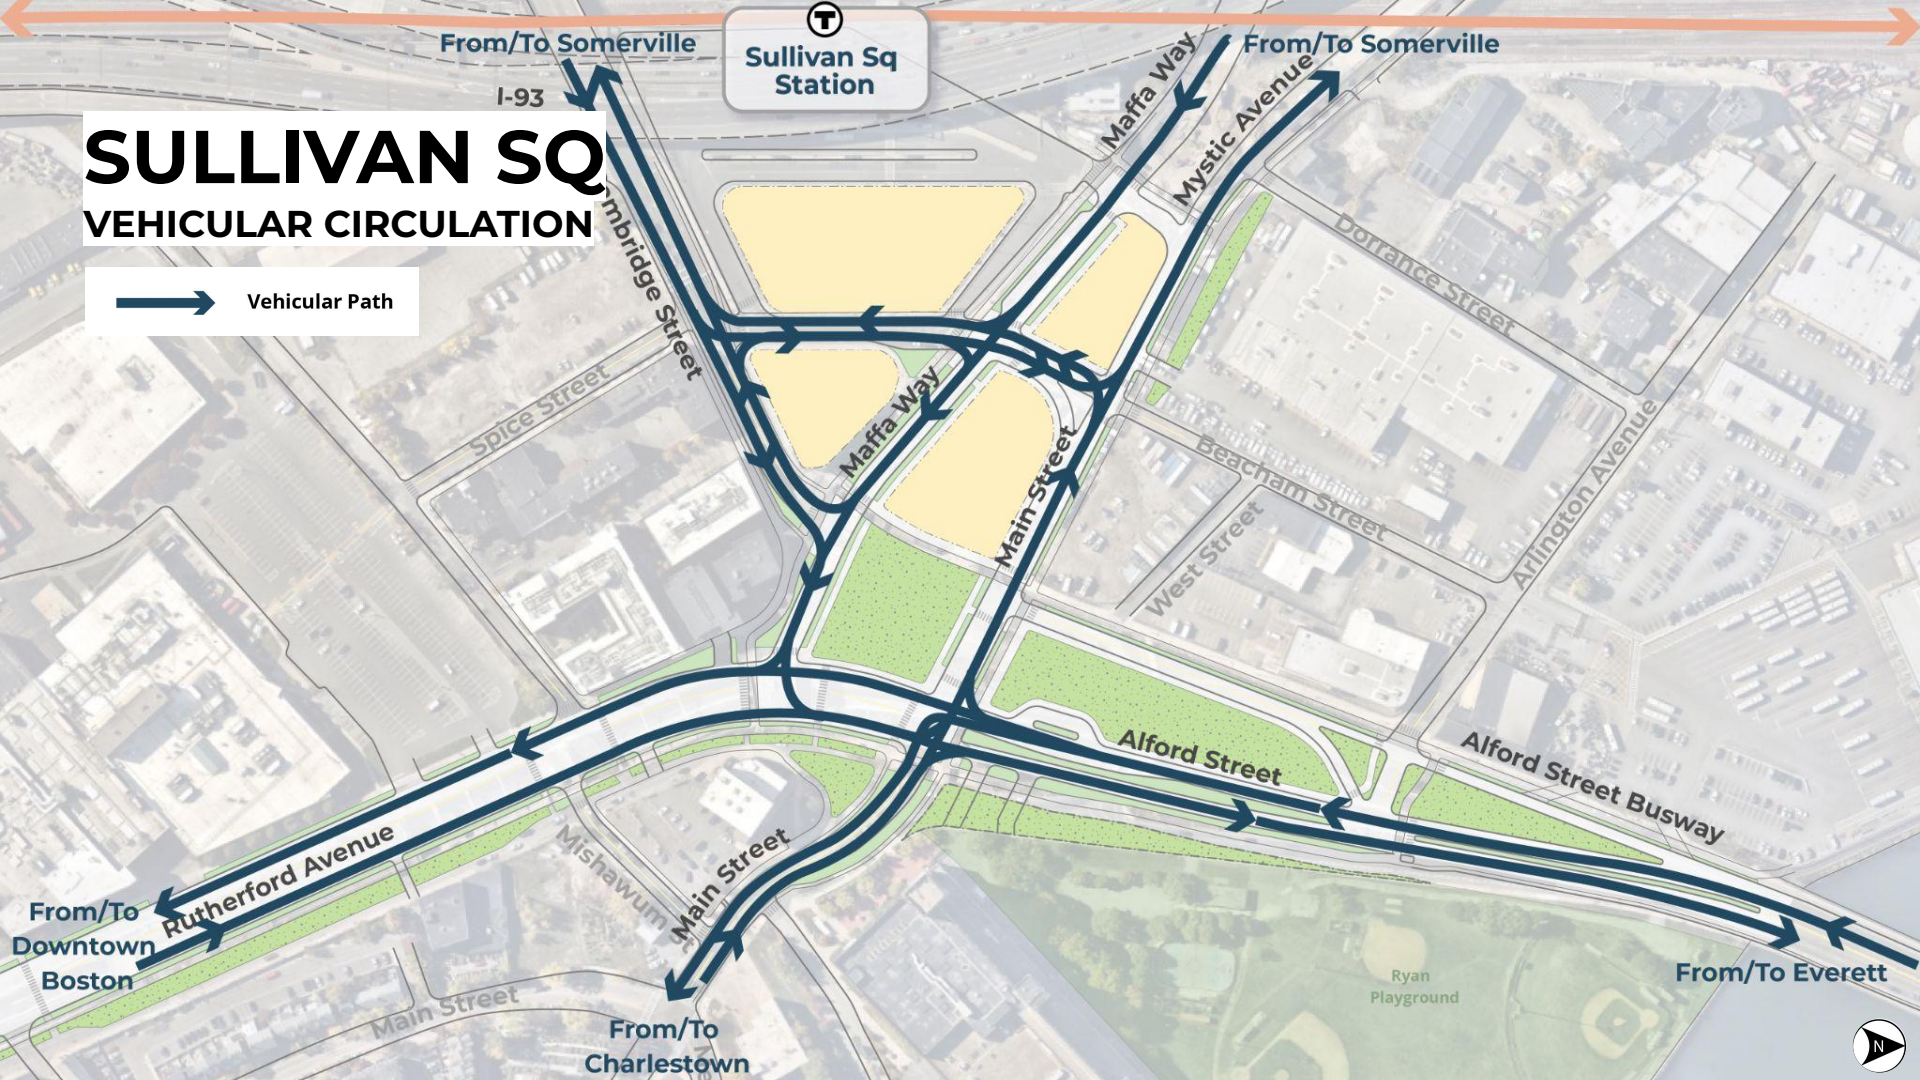 From/To Somerville
T
Sullivan Sq
Station
From/To Somerville
I-93
Maffa Way
Mystic Avenue
SULLIVAN SQ
VEHICULAR CIRCULATION
Vehicular Path
mbridge Street
Dorrance Street
Spice Street
Maffa Way
Main Street
Beacham Street
West Street
Arlington Avenue
Alford Street
Alford Street Busway
Rutherford Avenue
Mishawum St
Main Street
From/To
Downtown
Boston
Main Street
From/To
Charlestown
Ryan
Playground
From/To Everett
N